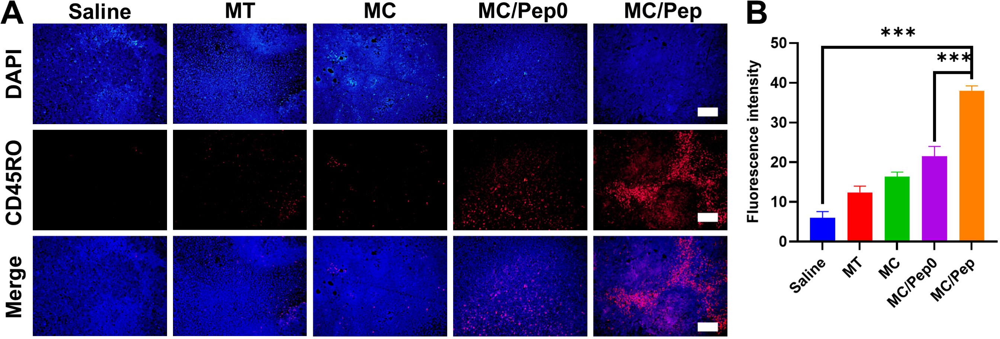 A
Saline
MT
MC
MC/Pep0
MC/Pep
DAPI
CD45RO
Merge
B
***
***
Fluorescence intensity
50
40
30
20
10
0
Saline
MT
MC
MC/Pep0
MC/Pep